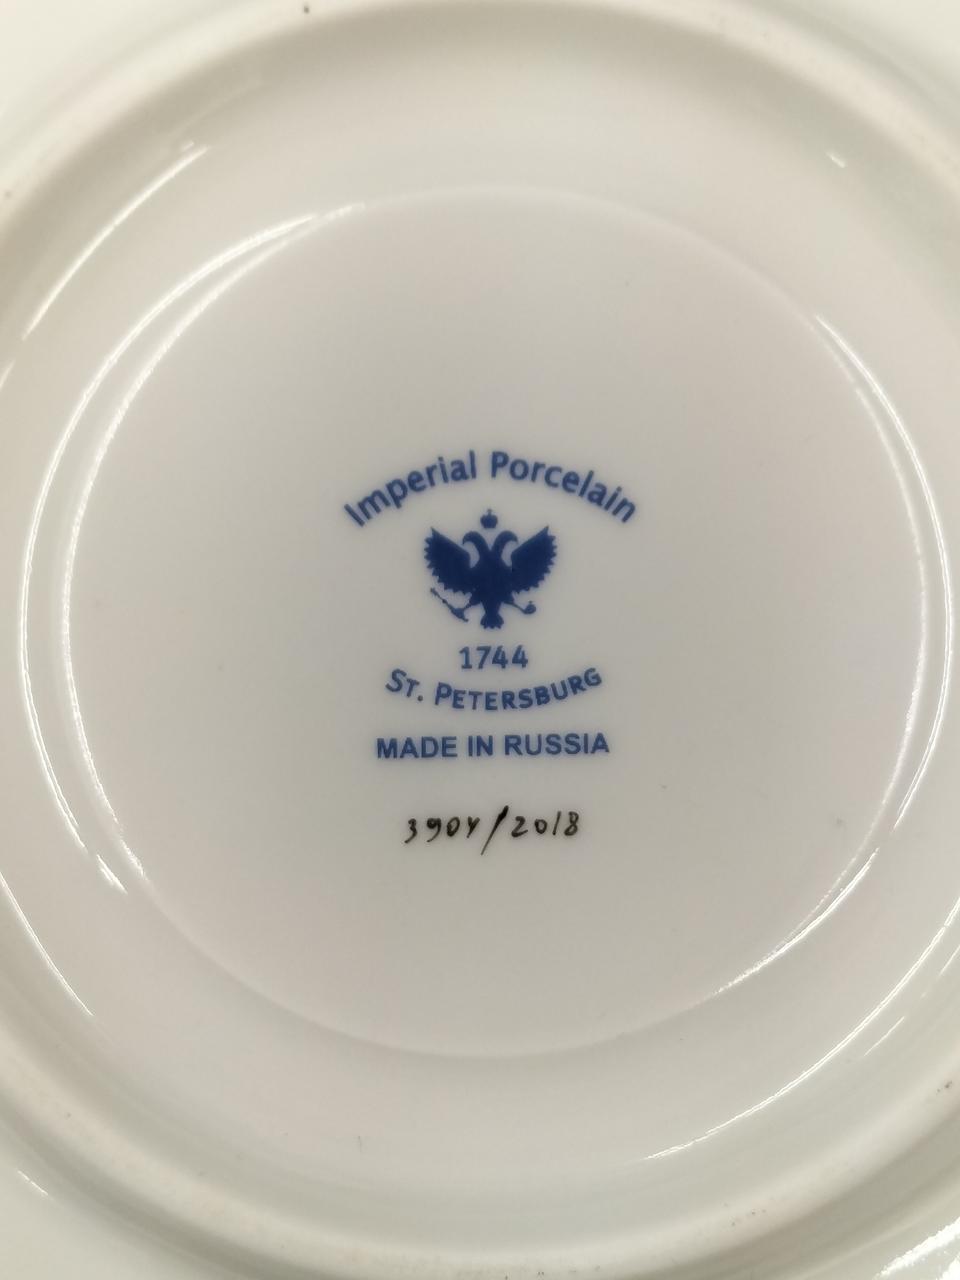 Imperial Porcelain
1744
ST. PETERSBURG
MADE IN RUSSIA
3904/2018